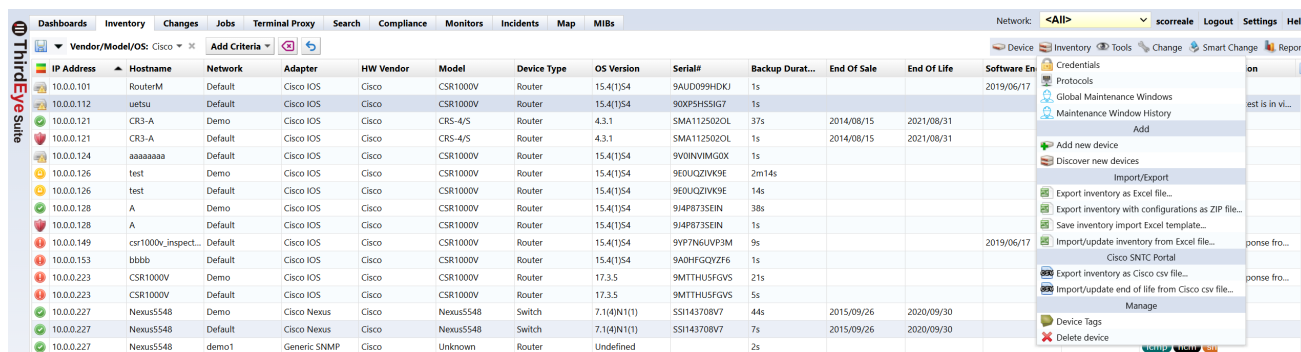 Dashboards Inventory Changes Jobs Terminal Proxy Search Compliance Monitors Incidents Map MIBs Network: <All> scorreale Logout Settings Hel
Vendor/Model/OS: Cisco Add Criteria Device Inventory Tools Change Smart Change Repor
ThirdEye Suite
IP Address Hostname Network Adapter HW Vendor Model Device Type OS Version Serial# Backup Durat... End Of Sale End Of Life Software En on
10.0.0.101 RouterM Default Cisco IOS Cisco CSR1000V Router 15.4(1)S4 9AUD099HDKJ 1s 2019/06/17
10.0.0.112 uetsu Default Cisco IOS Cisco CSR1000V Router 15.4(1)S4 90XP5HS5IG7 1s est is in vi...
10.0.0.121 CR3-A Demo Cisco IOS Cisco CRS-4/S Router 4.3.1 SMA112502OL 37s 2014/08/15 2021/08/31
10.0.0.121 CR3-A Default Cisco IOS Cisco CRS-4/S Router 4.3.1 SMA112502OL 1s 2014/08/15 2021/08/31
10.0.0.124 aaaaaaaa Default Cisco IOS Cisco CSR1000V Router 15.4(1)S4 9V0INVIMG0X 1s
10.0.0.126 test Demo Cisco IOS Cisco CSR1000V Router 15.4(1)S4 9E0UQZIVK9E 2m14s
10.0.0.126 test Default Cisco IOS Cisco CSR1000V Router 15.4(1)S4 9E0UQZIVK9E 14s
10.0.0.128 A Demo Cisco IOS Cisco CSR1000V Router 15.4(1)S4 9I4P873SEIN 38s
10.0.0.128 A Default Cisco IOS Cisco CSR1000V Router 15.4(1)S4 9I4P873SEIN 1s
10.0.0.149 csr1000v_inspect... Default Cisco IOS Cisco CSR1000V Router 15.4(1)S4 9YP7N6UVP3M 9s 2019/06/17 ponse fro...
10.0.0.153 bbbb Default Cisco IOS Cisco CSR1000V Router 15.4(1)S4 9A0HFGQYZF6 1s
10.0.0.223 CSR1000V Demo Cisco IOS Cisco CSR1000V Router 17.3.5 9MTTHU5FGVS 21s ponse fro...
10.0.0.223 CSR1000V Default Cisco IOS Cisco CSR1000V Router 17.3.5 9MTTHU5FGVS 5s
10.0.0.227 Nexus5548 Demo Cisco Nexus Cisco Nexus5548 Switch 7.1(4)N1(1) SSI143708V7 44s 2015/09/26 2020/09/30
10.0.0.227 Nexus5548 Default Cisco Nexus Cisco Nexus5548 Switch 7.1(4)N1(1) SSI143708V7 7s 2015/09/26 2020/09/30
10.0.0.227 Nexus5548 demo1 Generic SNMP Cisco Unknown Router Undefined 2s
Credentials
Protocols
Global Maintenance Windows
Maintenance Window History
Add
Add new device
Discover new devices
Import/Export
Export inventory as Excel file...
Export inventory with configurations as ZIP file...
Save inventory import Excel template...
Import/update inventory from Excel file...
Cisco SNTC Portal
Export inventory as Cisco csv file...
Import/update end of life from Cisco csv file...
Manage
Device Tags
Delete device